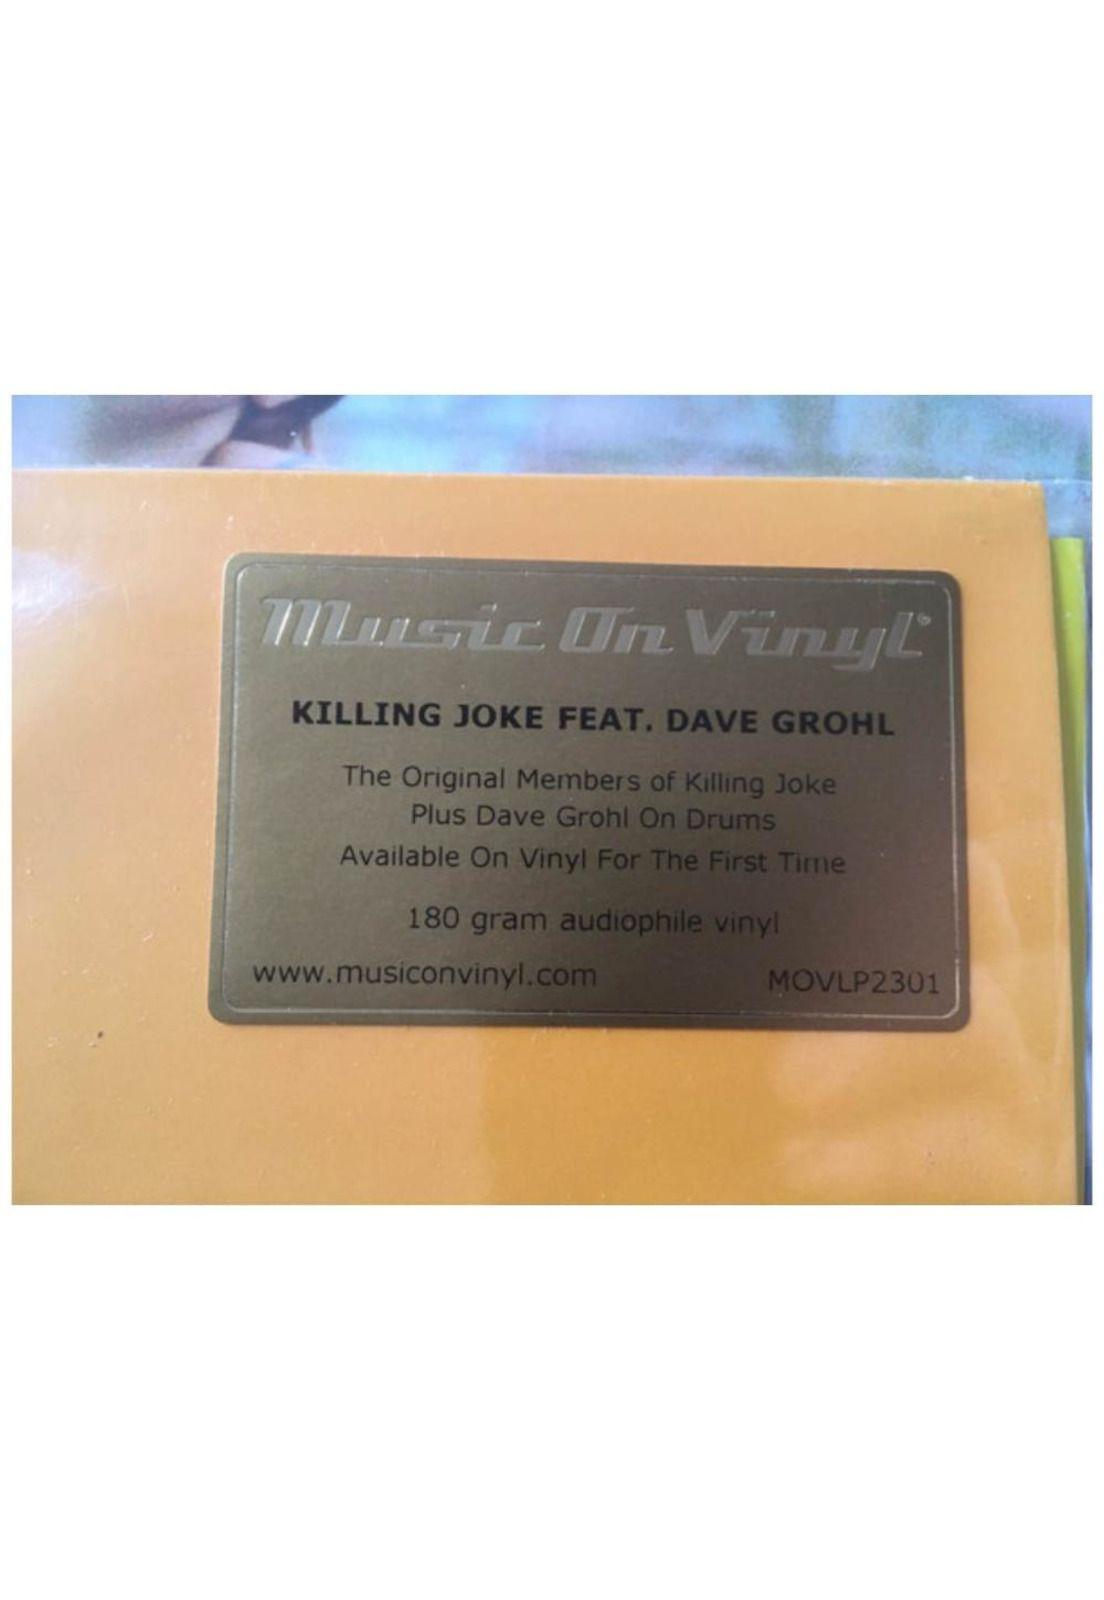 Music On Vinyl®
KILLING JOKE FEAT. DAVE GROHL
The Original Members of Killing Joke
Plus Dave Grohl On Drums
Available On Vinyl For The First Time
180 gram audiophile vinyl
www.musiconvinyl.com MOVLP2301